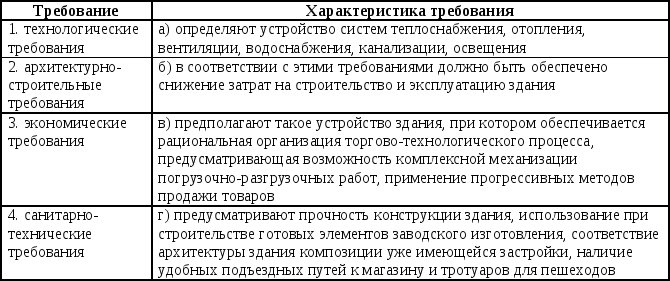 Требование Характеристика требования
1. технологические
требования
а) определяют устройство систем теплоснабжения, отопления,
вентиляции, водоснабжения, канализации, освещения
2. архитектурно-
строительные
требования
б) в соответствии с этими требованиями должно быть обеспечено
снижение затрат на строительство и эксплуатацию здания
3. экономические
требования
в) предполагают такое устройство здания, при котором обеспечивается
рациональная организация торгово-технологического процесса,
предусматривающая возможность комплексной механизации
погрузочно-разгрузочных работ, применение прогрессивных методов
продажи товаров
4. санитарно-
технические
требования
г) предусматривают прочность конструкции здания, использование при
строительстве готовых элементов заводского изготовления, соответствие
архитектуры здания композиции уже имеющейся застройки, наличие
удобных подъездных путей к магазину и тротуаров для пешеходов